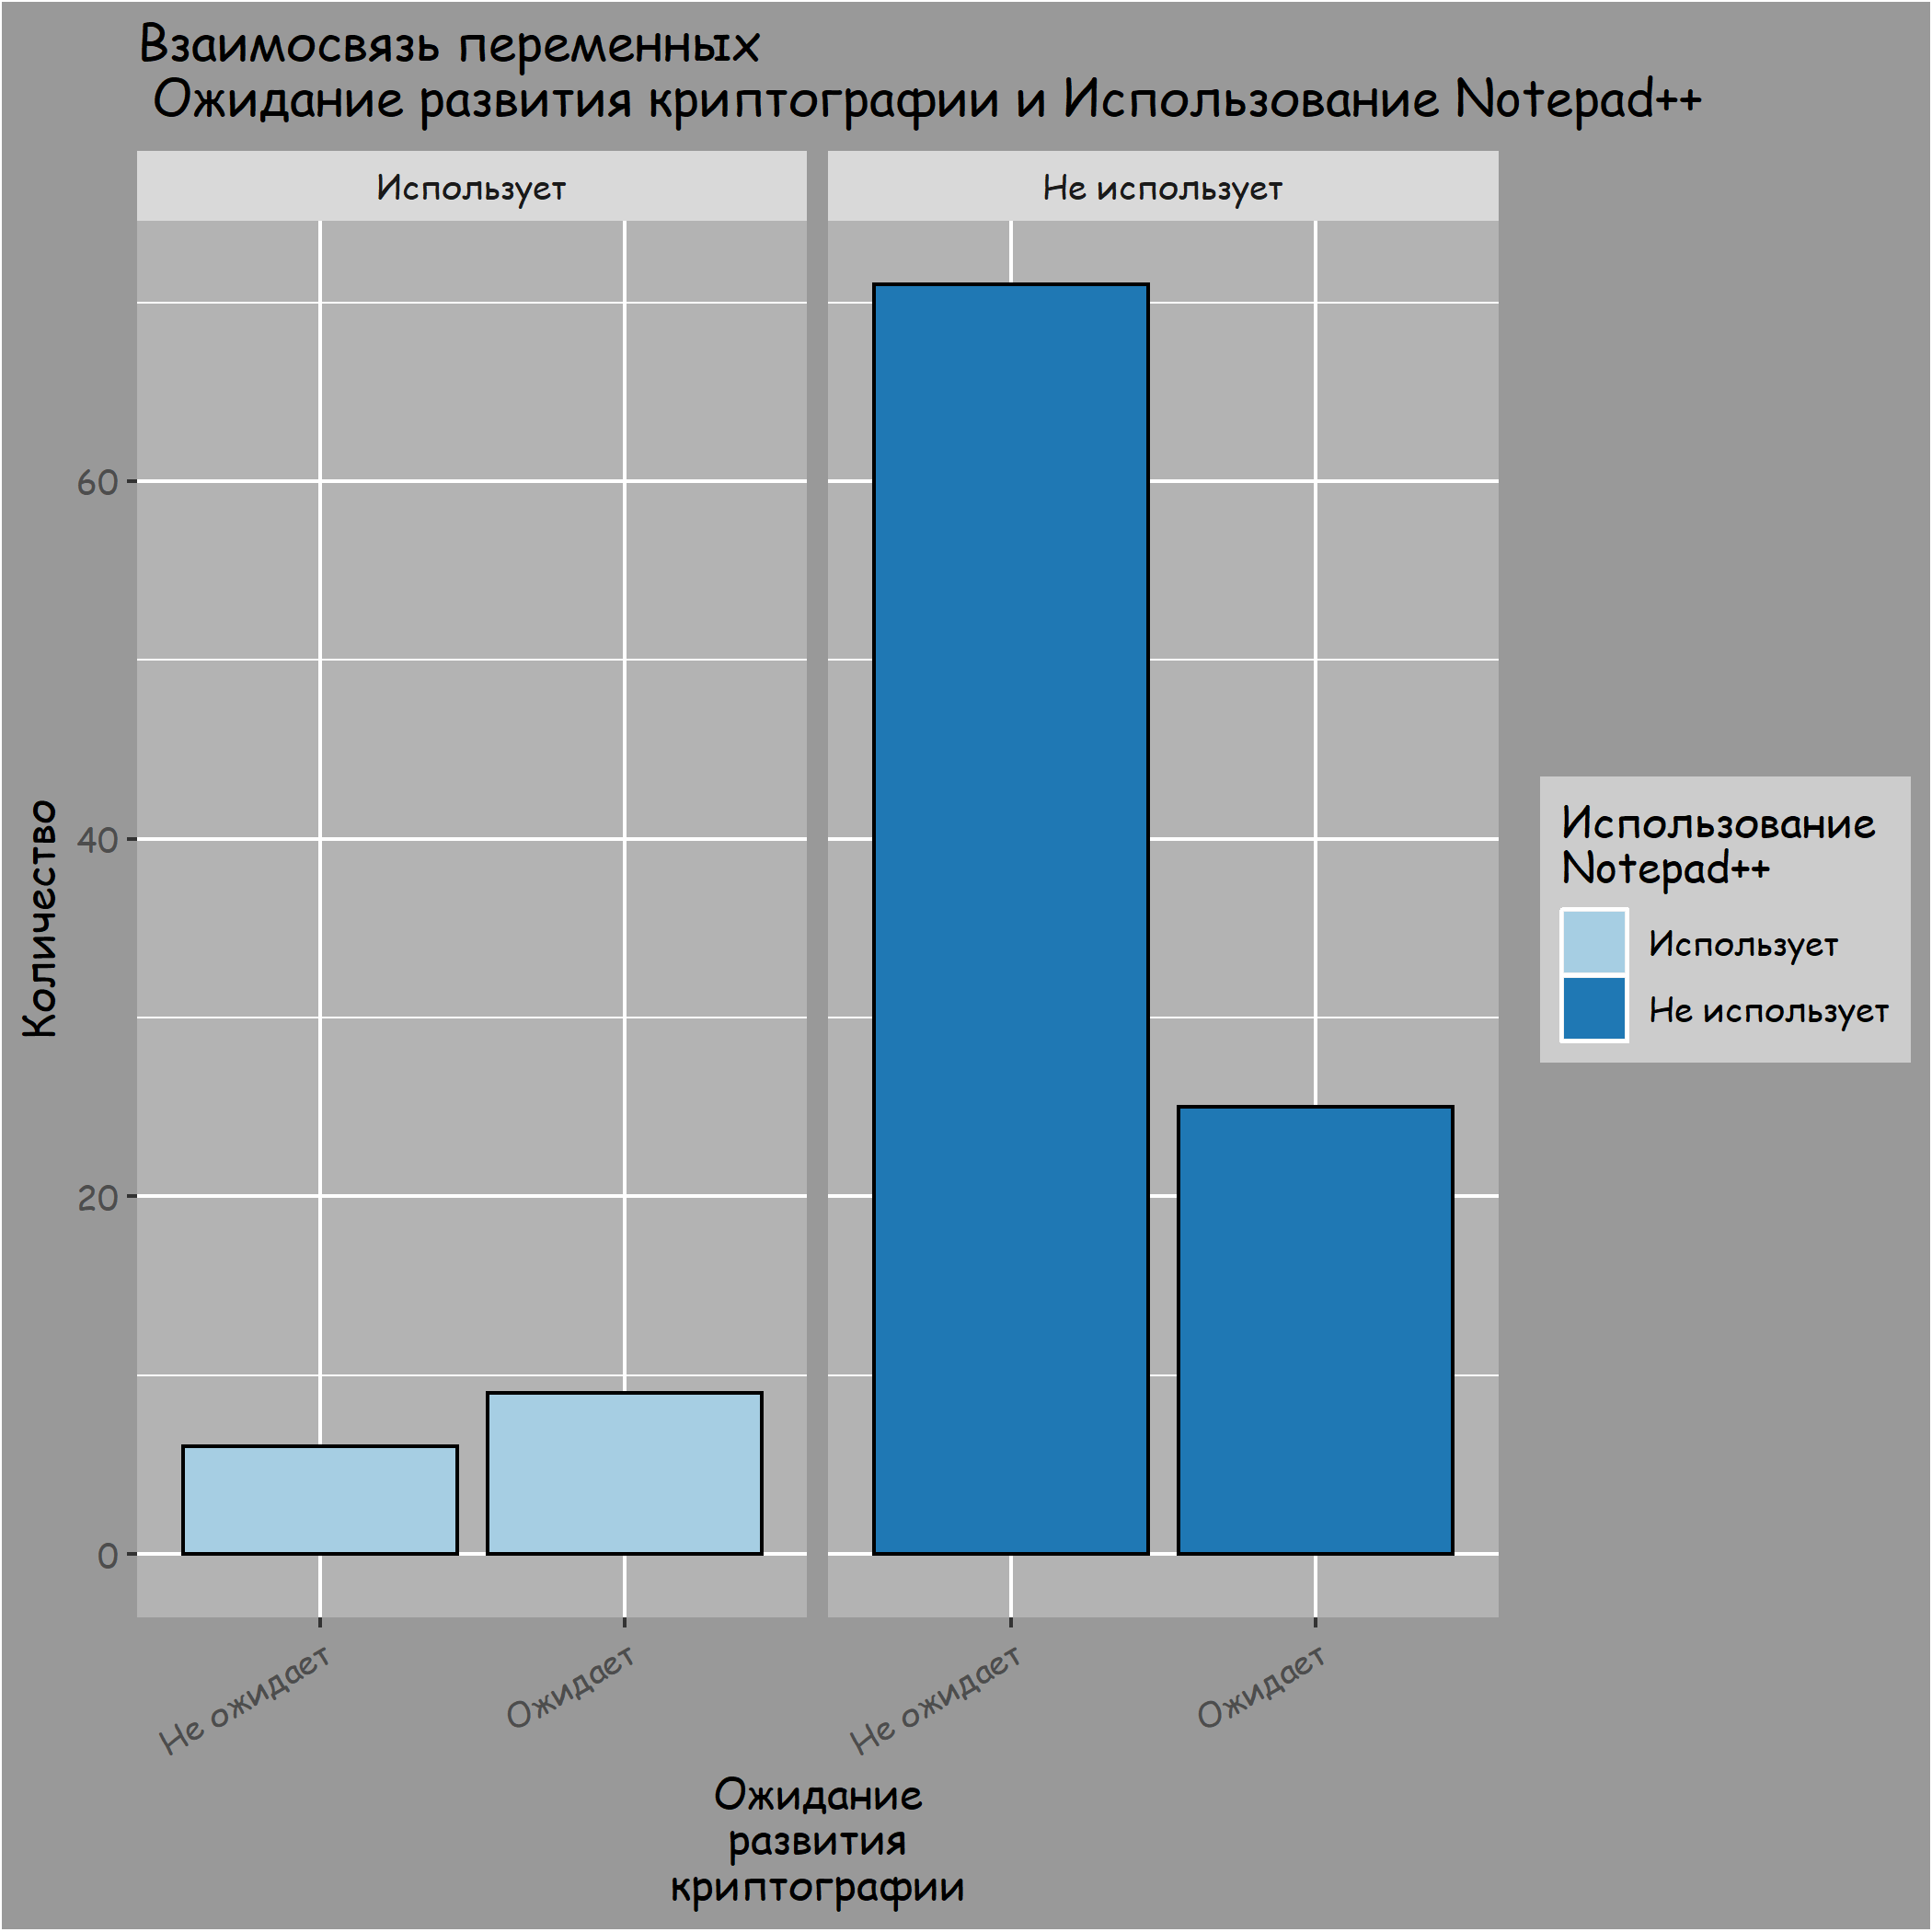 Взаимосвязь переменных
Ожидание развития криптографии и Использование Notepad++
Использует
Не использует
60
40
20
0
Количество
Не ожидает
Ожидает
Не ожидает
Ожидает
Ожидание
развития
криптографии
Использование
Notepad++
Использует
Не использует